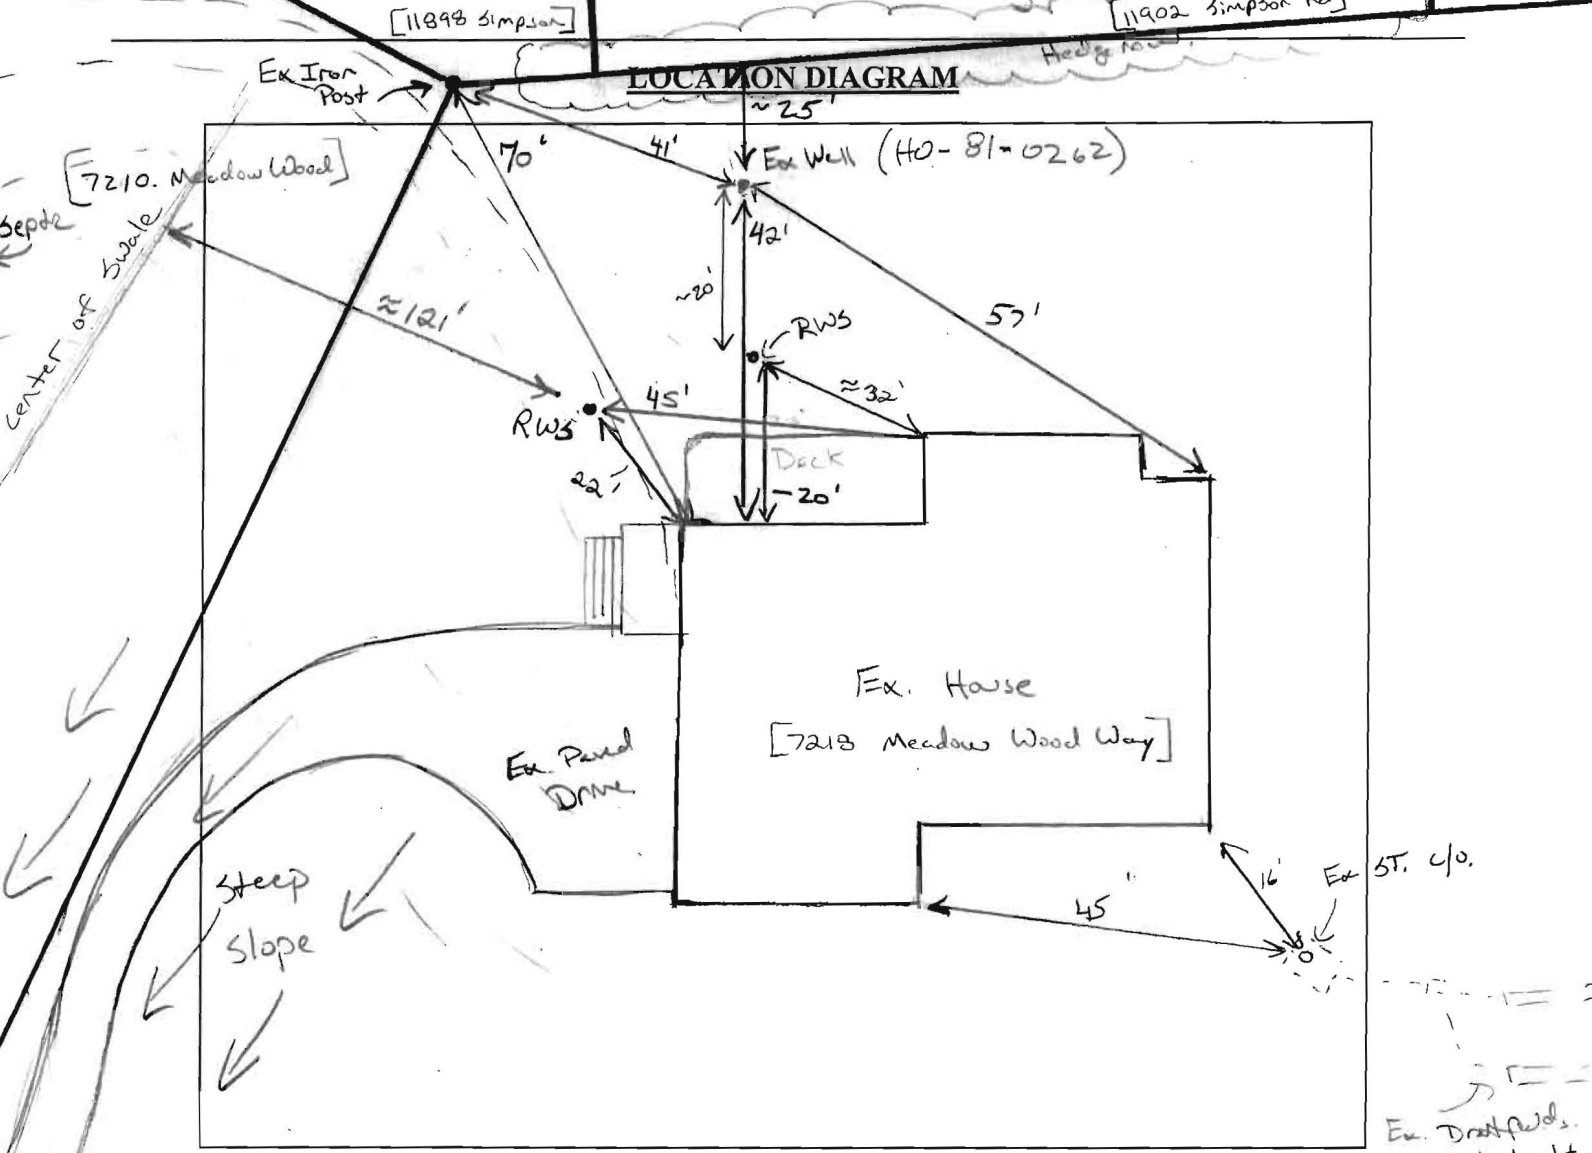 [11898 Simpson]
[11902 Simpson Rd]
Hedge row
LOCATION DIAGRAM
Ex Iron
Post
~25'
70'
41'
Ex Well (HO-81-0262)
[7210. Meadow Wood]
Septic
center of swale
42'
~20'
57'
≈121'
RWS
≈32'
45'
RWS
Deck
22'
~20'
Ex. House
[7218 Meadow Wood Way]
Ex. Paved
Drive
Steep
Slope
16'
Ex ST. c/o.
45'
Ex. Drainfields.